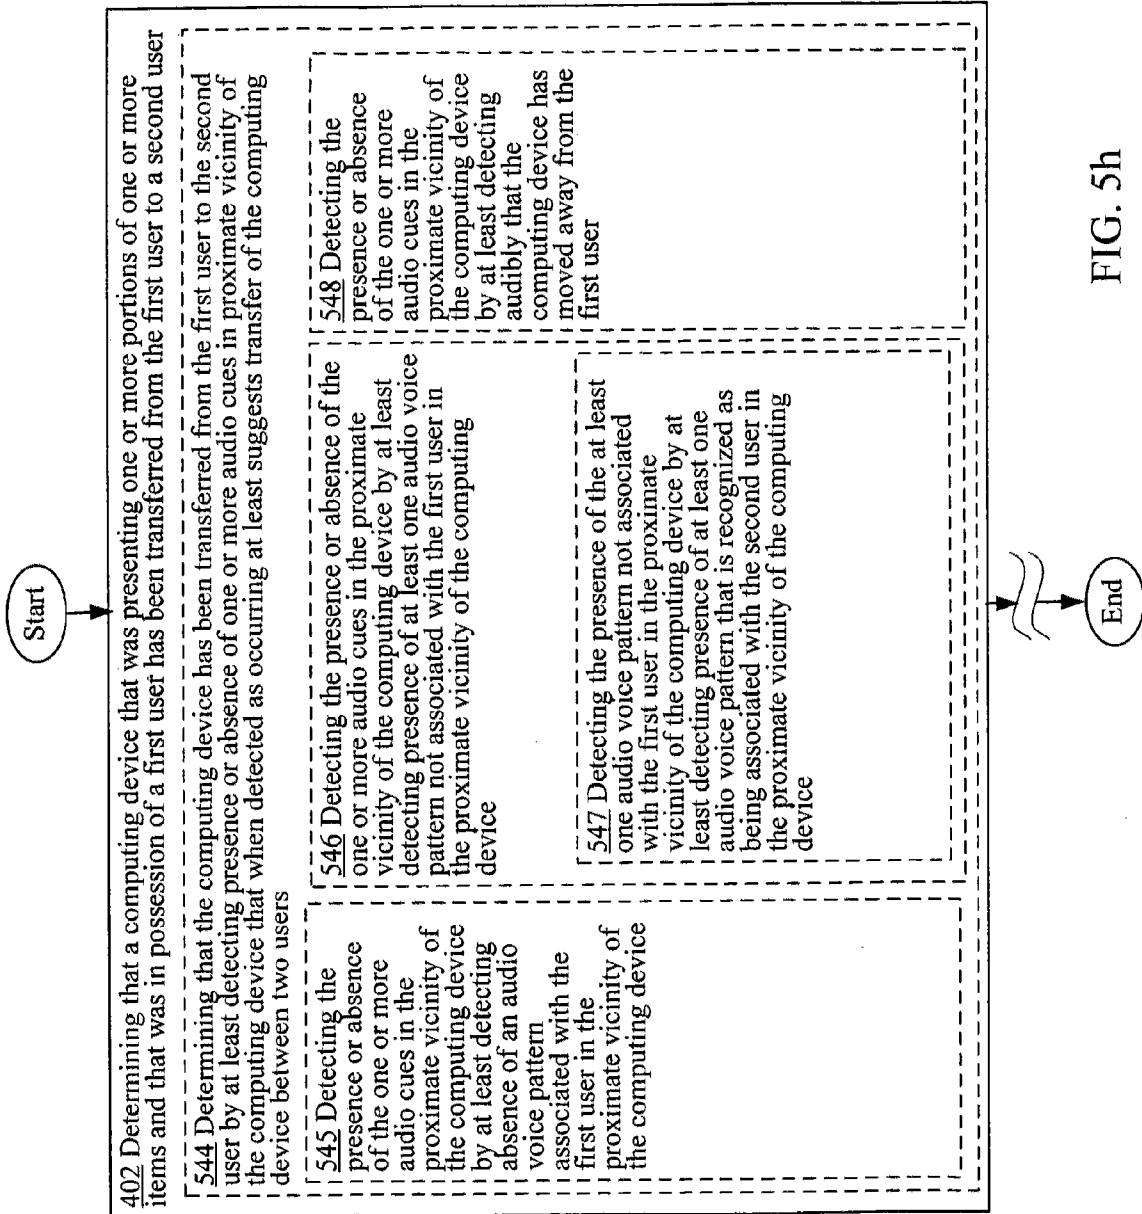 Start
402 Determining that a computing device that was presenting one or more portions of one or more
items and that was in possession of a first user has been transferred from the first user to a second user
544 Determining that the computing device has been transferred from the first user to the second
user by at least detecting presence or absence of one or more audio cues in proximate vicinity of
the computing device that when detected as occurring at least suggests transfer of the computing
device between two users
545 Detecting the
presence or absence
of the one or more
audio cues in the
proximate vicinity of
the computing device
by at least detecting
absence of an audio
voice pattern
associated with the
first user in the
proximate vicinity of
the computing device
546 Detecting the presence or absence of the
one or more audio cues in the proximate
vicinity of the computing device by at least
detecting presence of at least one audio voice
pattern not associated with the first user in
the proximate vicinity of the computing
device
547 Detecting the presence of the at least
one audio voice pattern not associated
with the first user in the proximate
vicinity of the computing device by at
least detecting presence of at least one
audio voice pattern that is recognized as
being associated with the second user in
the proximate vicinity of the computing
device
548 Detecting the
presence or absence
of the one or more
audio cues in the
proximate vicinity of
the computing device
by at least detecting
audibly that the
computing device has
moved away from the
first user
End
FIG. 5h